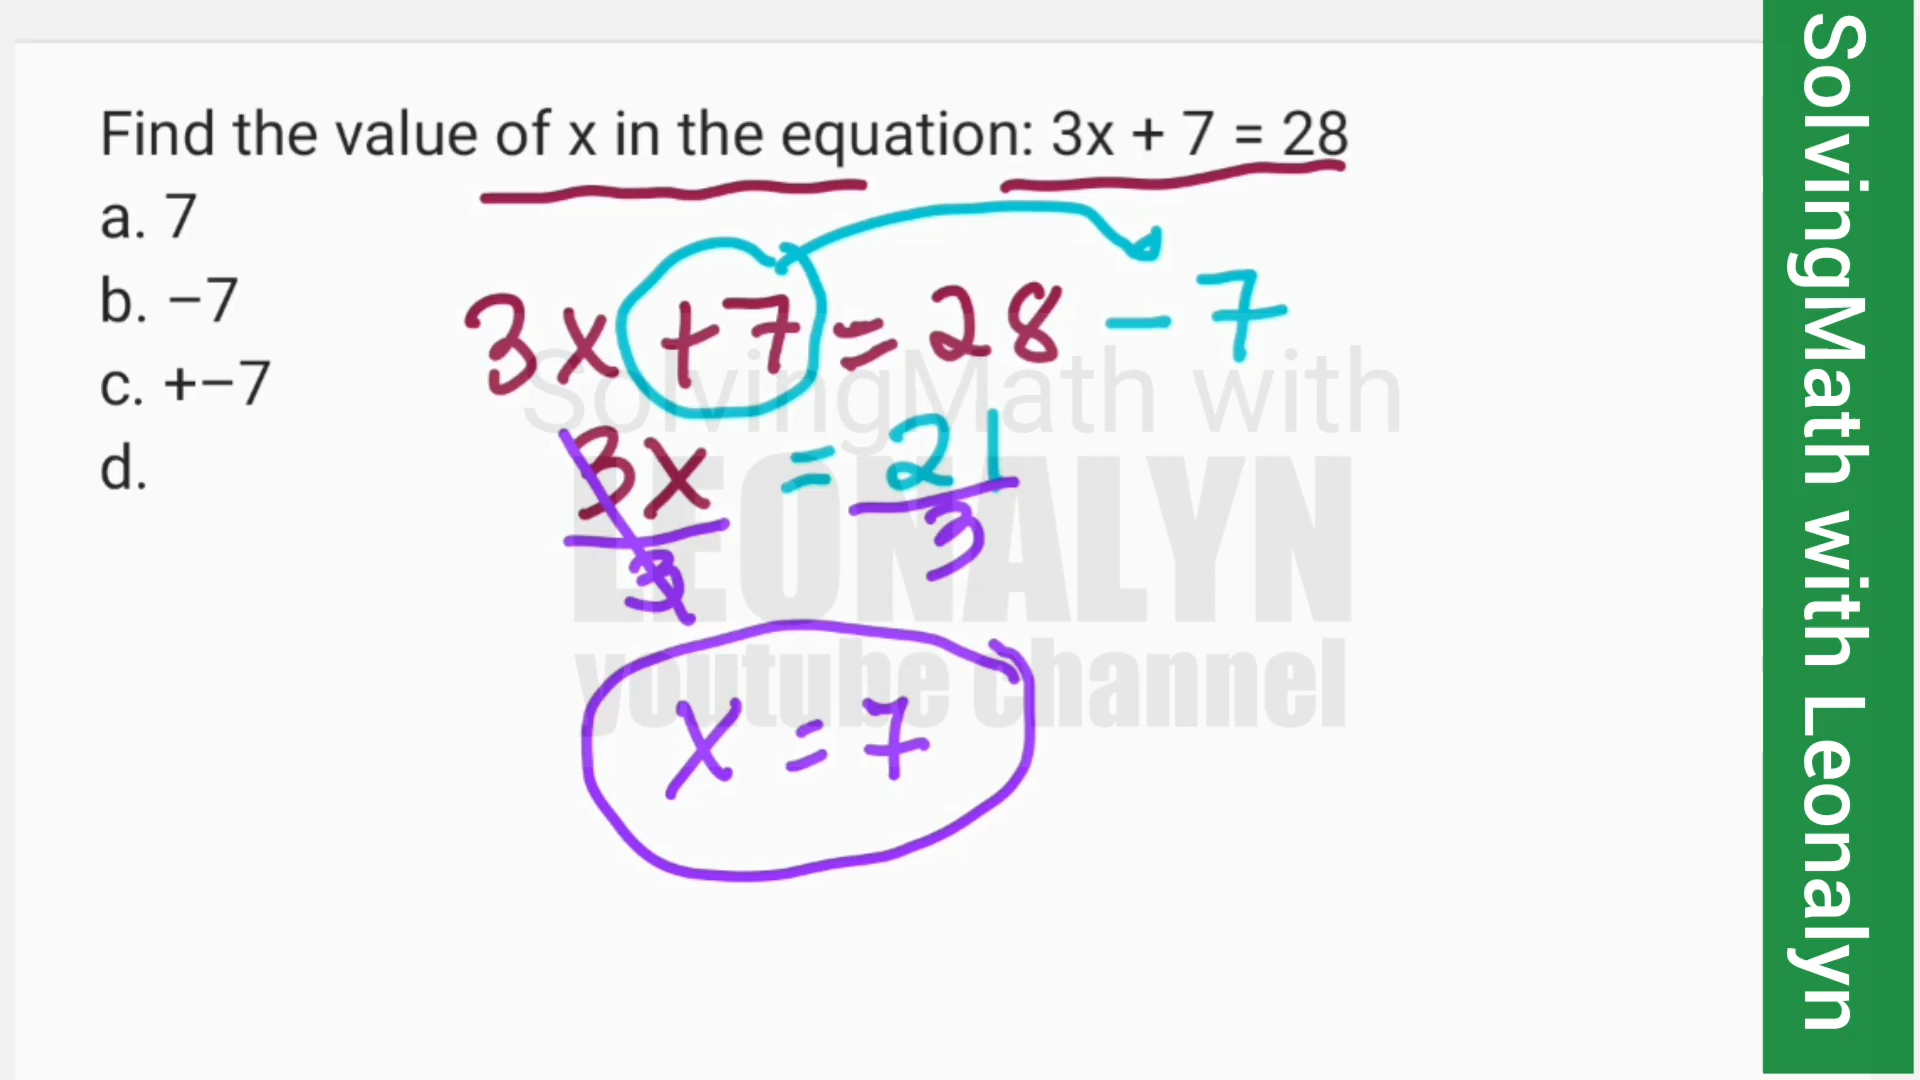 Find the value of x in the equation: 3x + 7 = 28
a. 7
b. –7
c. +–7
d.
3x +7 = 28 – 7
3x = 21
3 3
x = 7
SolvingMath with
LEONALYN
youtube channel
SolvingMath with Leonalyn